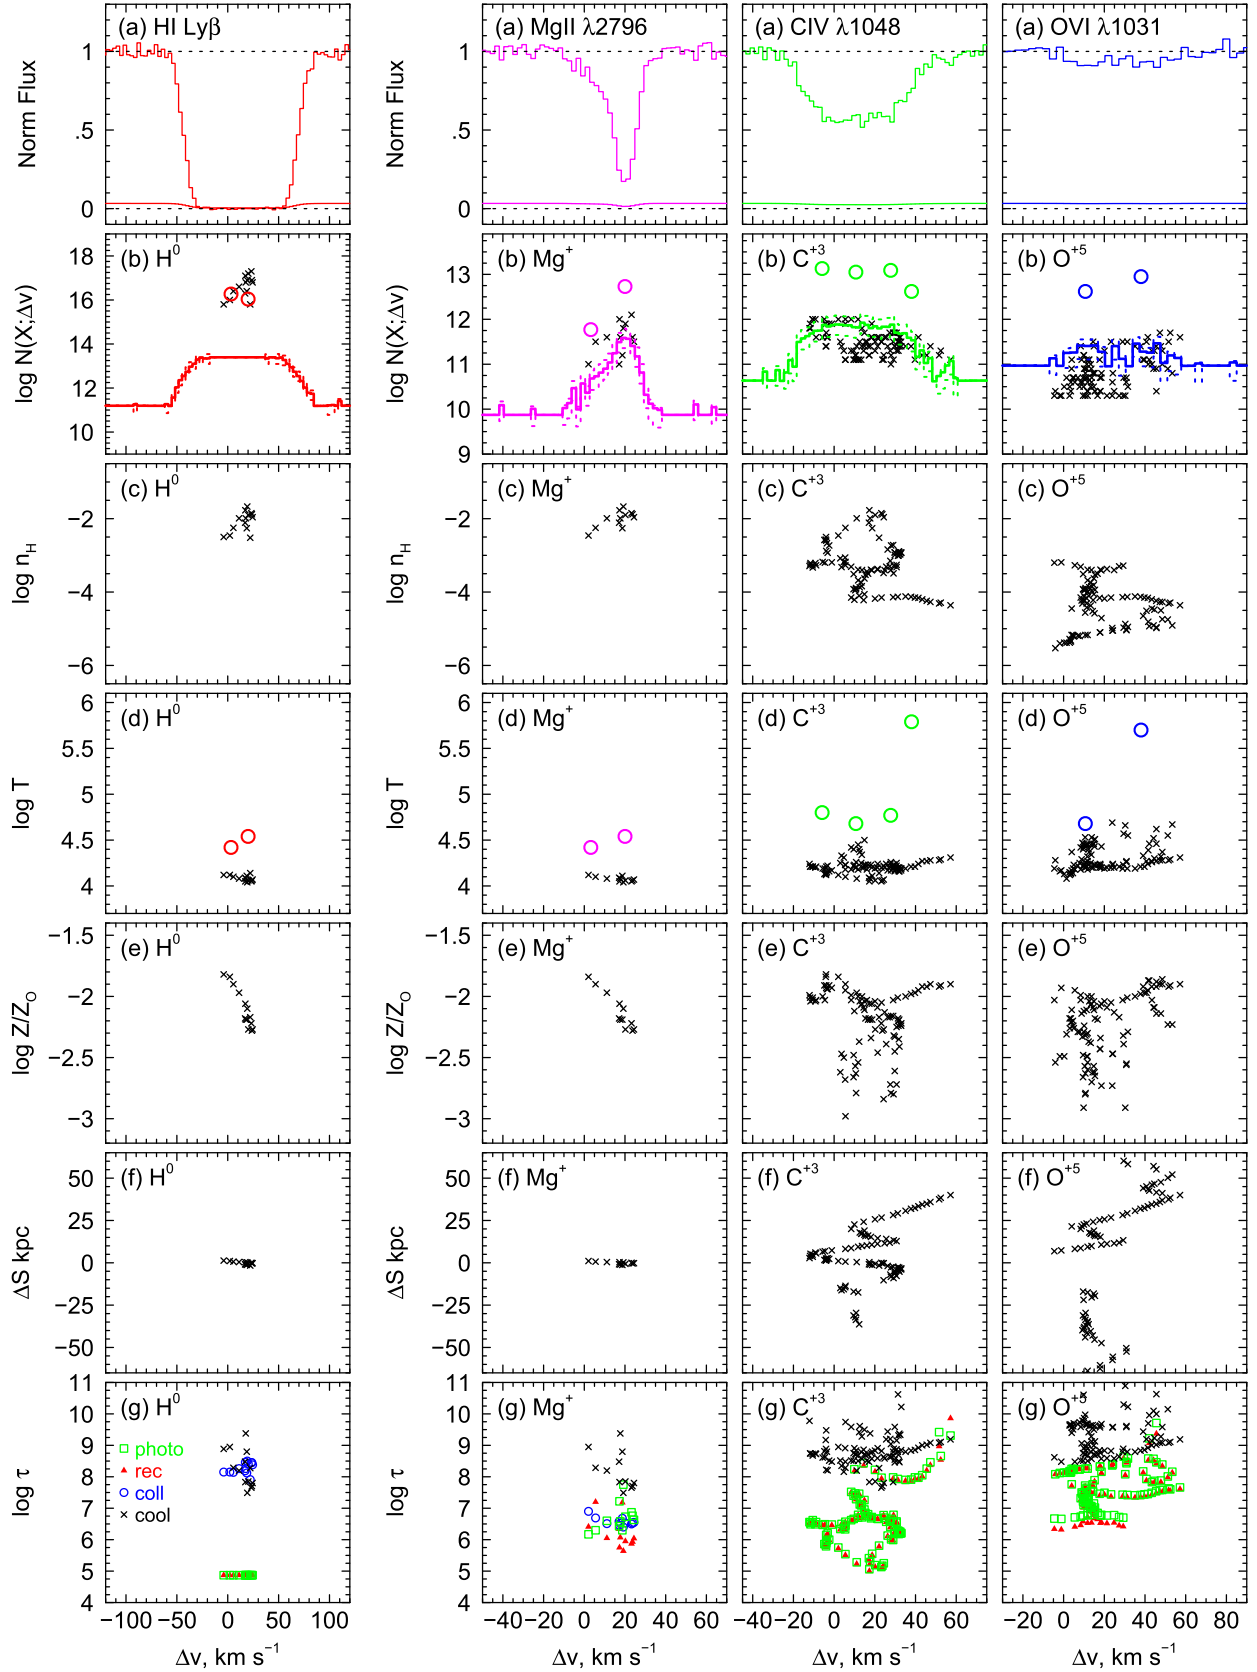 (a) HI Lyβ
(a) MgII λ2796
(a) CIV λ1048
(a) OVI λ1031
Norm Flux
1
.5
0
Norm Flux
1
.5
0
(b) H⁰
(b) Mg⁺
(b) C⁺³
(b) O⁺⁵
log N(X;Δv)
18
16
14
12
10
log N(X;Δv)
13
12
11
10
9
(c) H⁰
(c) Mg⁺
(c) C⁺³
(c) O⁺⁵
log n_H
−2
−4
−6
log n_H
−2
−4
−6
(d) H⁰
(d) Mg⁺
(d) C⁺³
(d) O⁺⁵
log T
6
5.5
5
4.5
4
log T
6
5.5
5
4.5
4
(e) H⁰
(e) Mg⁺
(e) C⁺³
(e) O⁺⁵
log Z/Z_O
−1.5
−2
−2.5
−3
log Z/Z_O
−1.5
−2
−2.5
−3
(f) H⁰
(f) Mg⁺
(f) C⁺³
(f) O⁺⁵
ΔS kpc
50
25
0
−25
−50
ΔS kpc
50
25
0
−25
−50
(g) H⁰
(g) Mg⁺
(g) C⁺³
(g) O⁺⁵
photo
rec
coll
cool
log τ
11
10
9
8
7
6
5
4
log τ
11
10
9
8
7
6
5
4
−100 −50 0 50 100
−40 −20 0 20 40
−40 −20 0 20 40 60
−20 0 20 40 60 80
Δv, km s⁻¹
Δv, km s⁻¹
Δv, km s⁻¹
Δv, km s⁻¹